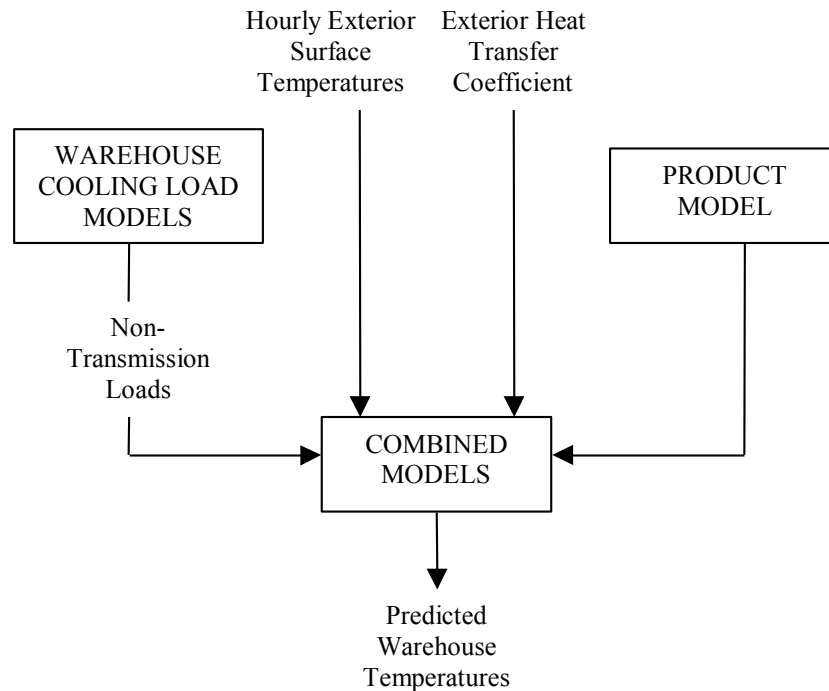 Hourly Exterior
Surface
Temperatures
Exterior Heat
Transfer
Coefficient
WAREHOUSE
COOLING LOAD
MODELS
PRODUCT
MODEL
Non-
Transmission
Loads
COMBINED
MODELS
Predicted
Warehouse
Temperatures